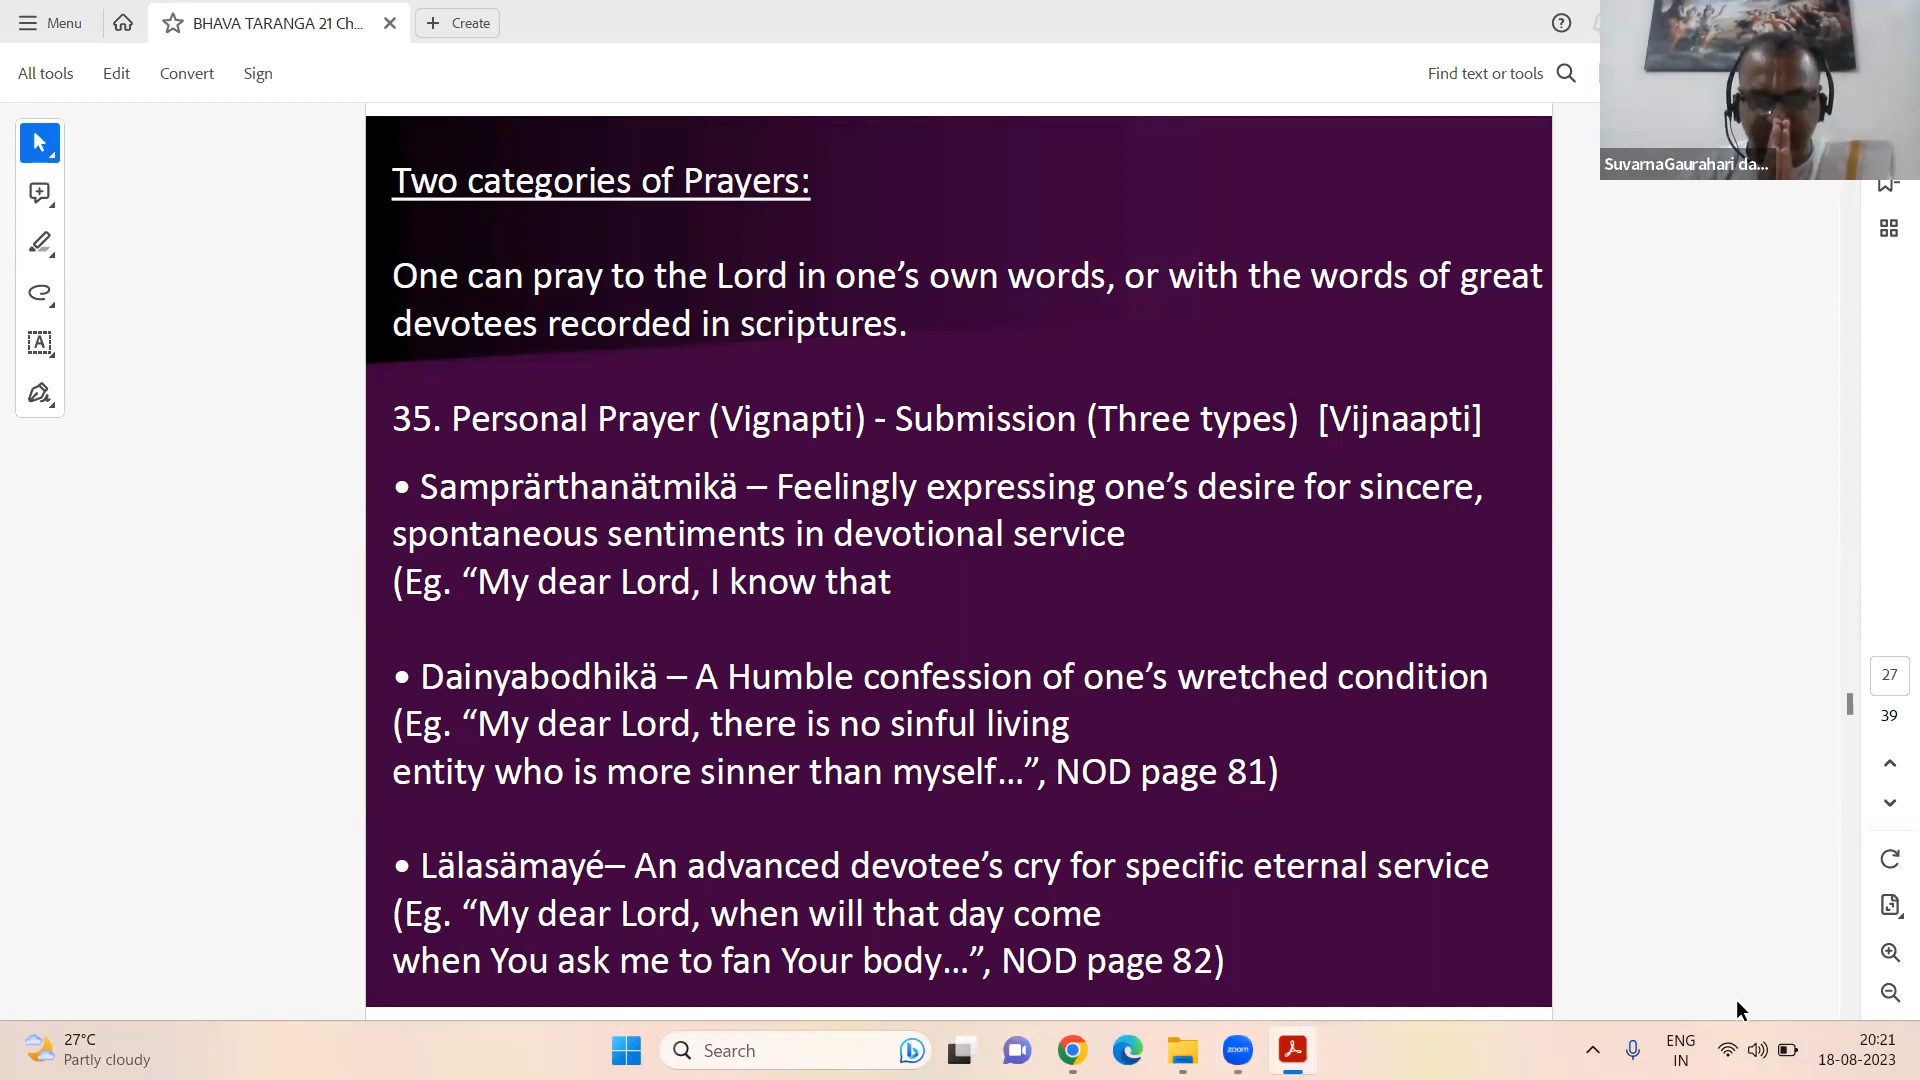 Menu
BHAVA TARANGA 21 Ch...
Create
All tools
Edit
Convert
Sign
Find text or tools
SuvarnaGaurahari da...
Two categories of Prayers:
One can pray to the Lord in one’s own words, or with the words of great
devotees recorded in scriptures.
35. Personal Prayer (Vignapti) - Submission (Three types)  [Vijnaapti]
• Samprärthanätmikä – Feelingly expressing one’s desire for sincere,
spontaneous sentiments in devotional service
(Eg. “My dear Lord, I know that
• Dainyabodhikä – A Humble confession of one’s wretched condition
(Eg. “My dear Lord, there is no sinful living
entity who is more sinner than myself…”, NOD page 81)
• Lälasämayé– An advanced devotee’s cry for specific eternal service
(Eg. “My dear Lord, when will that day come
when You ask me to fan Your body…”, NOD page 82)
27
39
27°C
Partly cloudy
Search
zoom
ENG
IN
20:21
18-08-2023